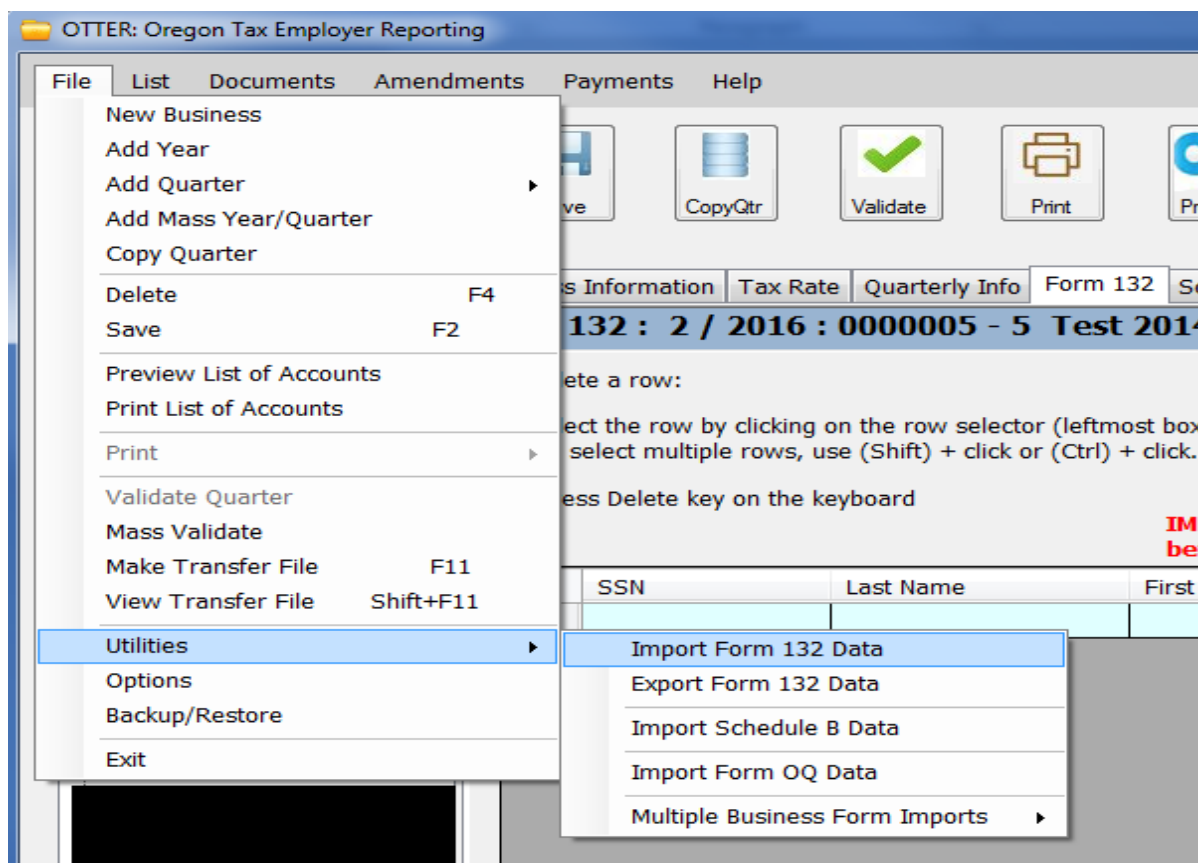 OTTER: Oregon Tax Employer Reporting
File List Documents Amendments Payments Help
New Business
Add Year
Add Quarter
Add Mass Year/Quarter
Copy Quarter
Delete F4
Save F2
Preview List of Accounts
Print List of Accounts
Print
Validate Quarter
Mass Validate
Make Transfer File F11
View Transfer File Shift+F11
Utilities
Options
Backup/Restore
Exit
Import Form 132 Data
Export Form 132 Data
Import Schedule B Data
Import Form OQ Data
Multiple Business Form Imports
ve CopyQtr Validate Print Pr
s Information Tax Rate Quarterly Info Form 132 S
132 : 2 / 2016 : 0000005 - 5 Test 2014
ete a row:
ect the row by clicking on the row selector (leftmost box
select multiple rows, use (Shift) + click or (Ctrl) + click.
ess Delete key on the keyboard
IM
be
SSN Last Name First